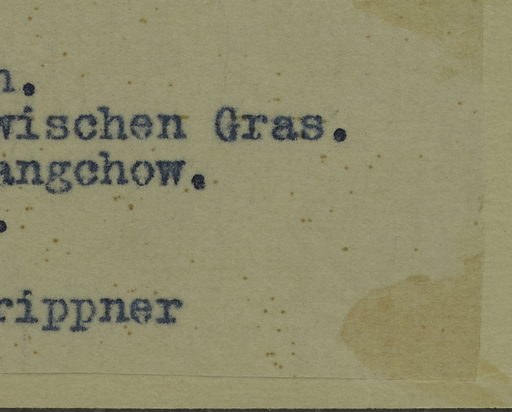 n.
wischen Gras.
angchow.
.
rippner